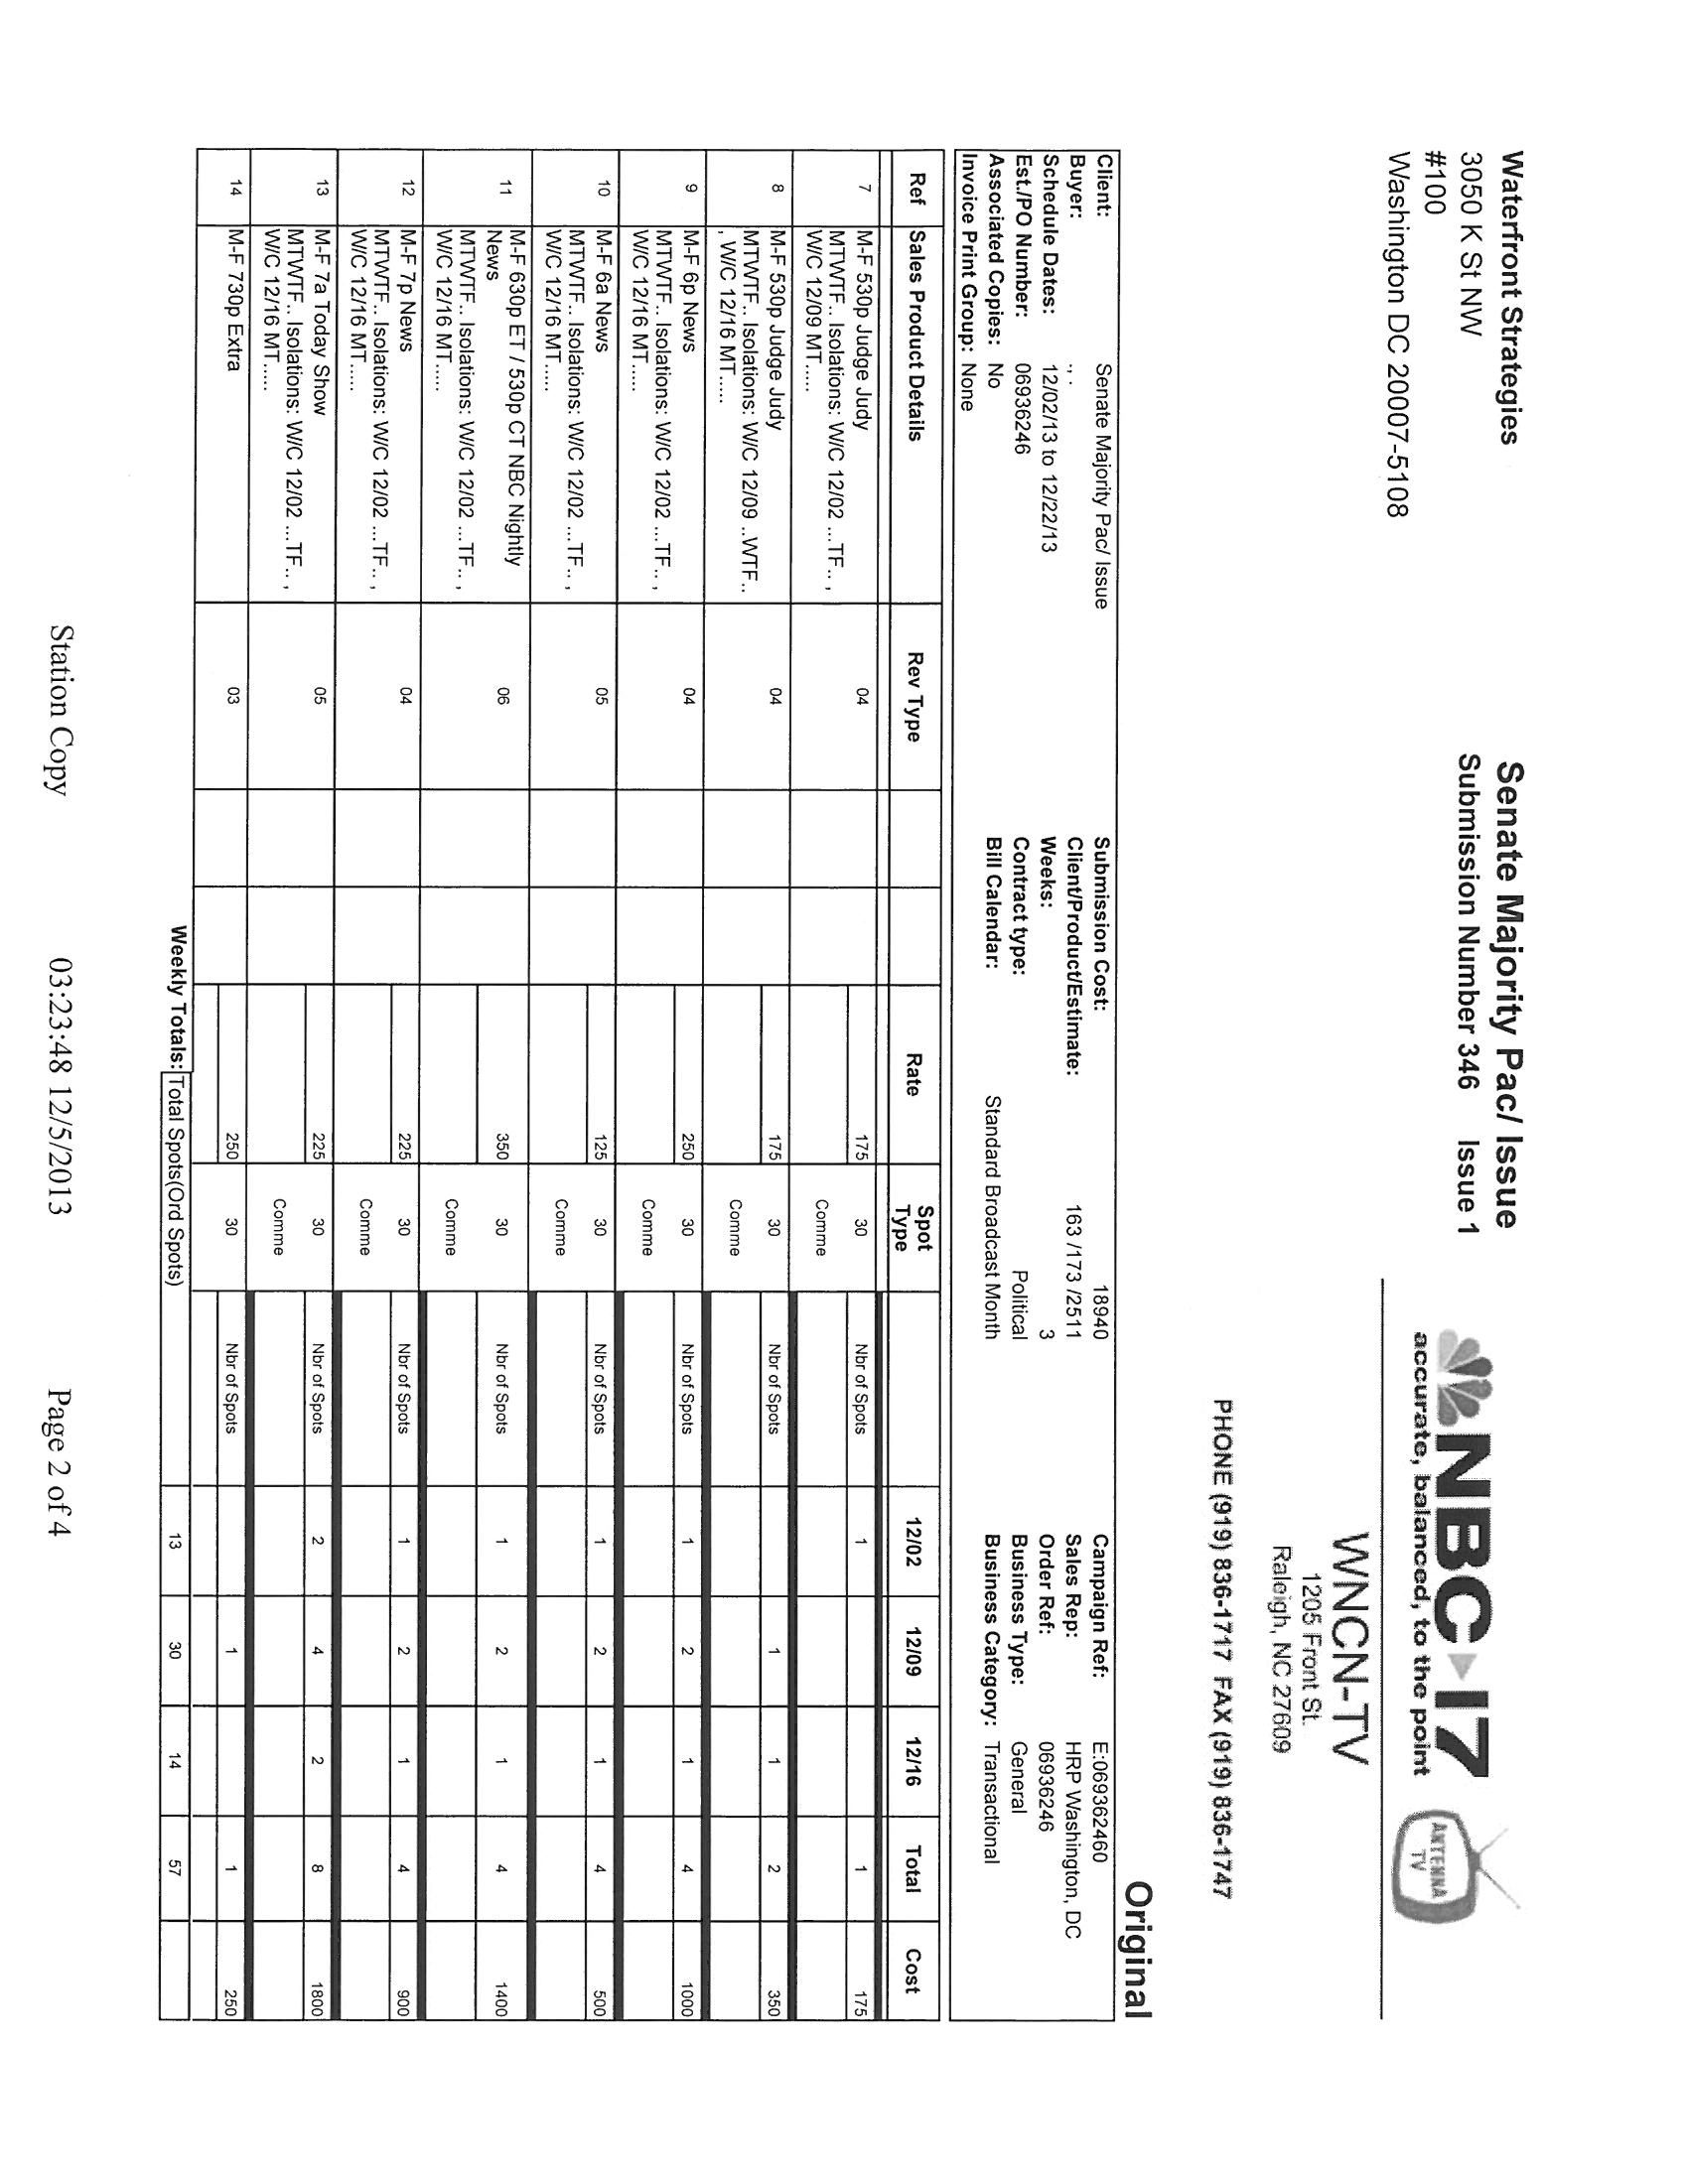 Waterfront Strategies
3050 K St NW
#100
Washington DC 20007-5108
Senate Majority Pac/ Issue
Submission Number 346 Issue 1
NBC 17
accurate, balanced, to the point
ANTENNA
TV
WNCN-TV
1205 Front St.
Raleigh, NC 27609
PHONE (919) 836-1717 FAX (919) 836-1747
Original
Client: Senate Majority Pac/ Issue Submission Cost: 18940 Campaign Ref: E:069362460
Buyer: ., . Client/Product/Estimate: 163 /173 /2511 Sales Rep: HRP Washington, DC
Schedule Dates: 12/02/13 to 12/22/13 Weeks: 3 Order Ref: 06936246
Est./PO Number: 06936246 Contract type: Political Business Type: General
Associated Copies: No Bill Calendar: Standard Broadcast Month Business Category: Transactional
Invoice Print Group: None
Ref Sales Product Details Rev Type Rate Spot Type 12/02 12/09 12/16 Total Cost
7 M-F 530p Judge Judy 04 175 30 Nbr of Spots 1 1 175
MTWTF.. Isolations: W/C 12/02 ...TF.. , Comme
W/C 12/09 MT.....
8 M-F 530p Judge Judy 04 175 30 Nbr of Spots 1 1 2 350
MTWTF.. Isolations: W/C 12/09 ..WTF.. Comme
, W/C 12/16 MT.....
9 M-F 6p News 04 250 30 Nbr of Spots 1 2 1 4 1000
MTWTF.. Isolations: W/C 12/02 ...TF.. , Comme
W/C 12/16 MT.....
10 M-F 6a News 05 125 30 Nbr of Spots 1 2 1 4 500
MTWTF.. Isolations: W/C 12/02 ...TF.. , Comme
W/C 12/16 MT.....
11 M-F 630p ET / 530p CT NBC Nightly 06 350 30 Nbr of Spots 1 2 1 4 1400
News
MTWTF.. Isolations: W/C 12/02 ...TF.. , Comme
W/C 12/16 MT.....
12 M-F 7p News 04 225 30 Nbr of Spots 1 2 1 4 900
MTWTF.. Isolations: W/C 12/02 ...TF.. , Comme
W/C 12/16 MT.....
13 M-F 7a Today Show 05 225 30 Nbr of Spots 2 4 2 8 1800
MTWTF.. Isolations: W/C 12/02 ...TF.. , Comme
W/C 12/16 MT.....
14 M-F 730p Extra 03 250 30 Nbr of Spots 1 1 250
Weekly Totals: Total Spots(Ord Spots) 13 30 14 57
Station Copy 03:23:48 12/5/2013 Page 2 of 4